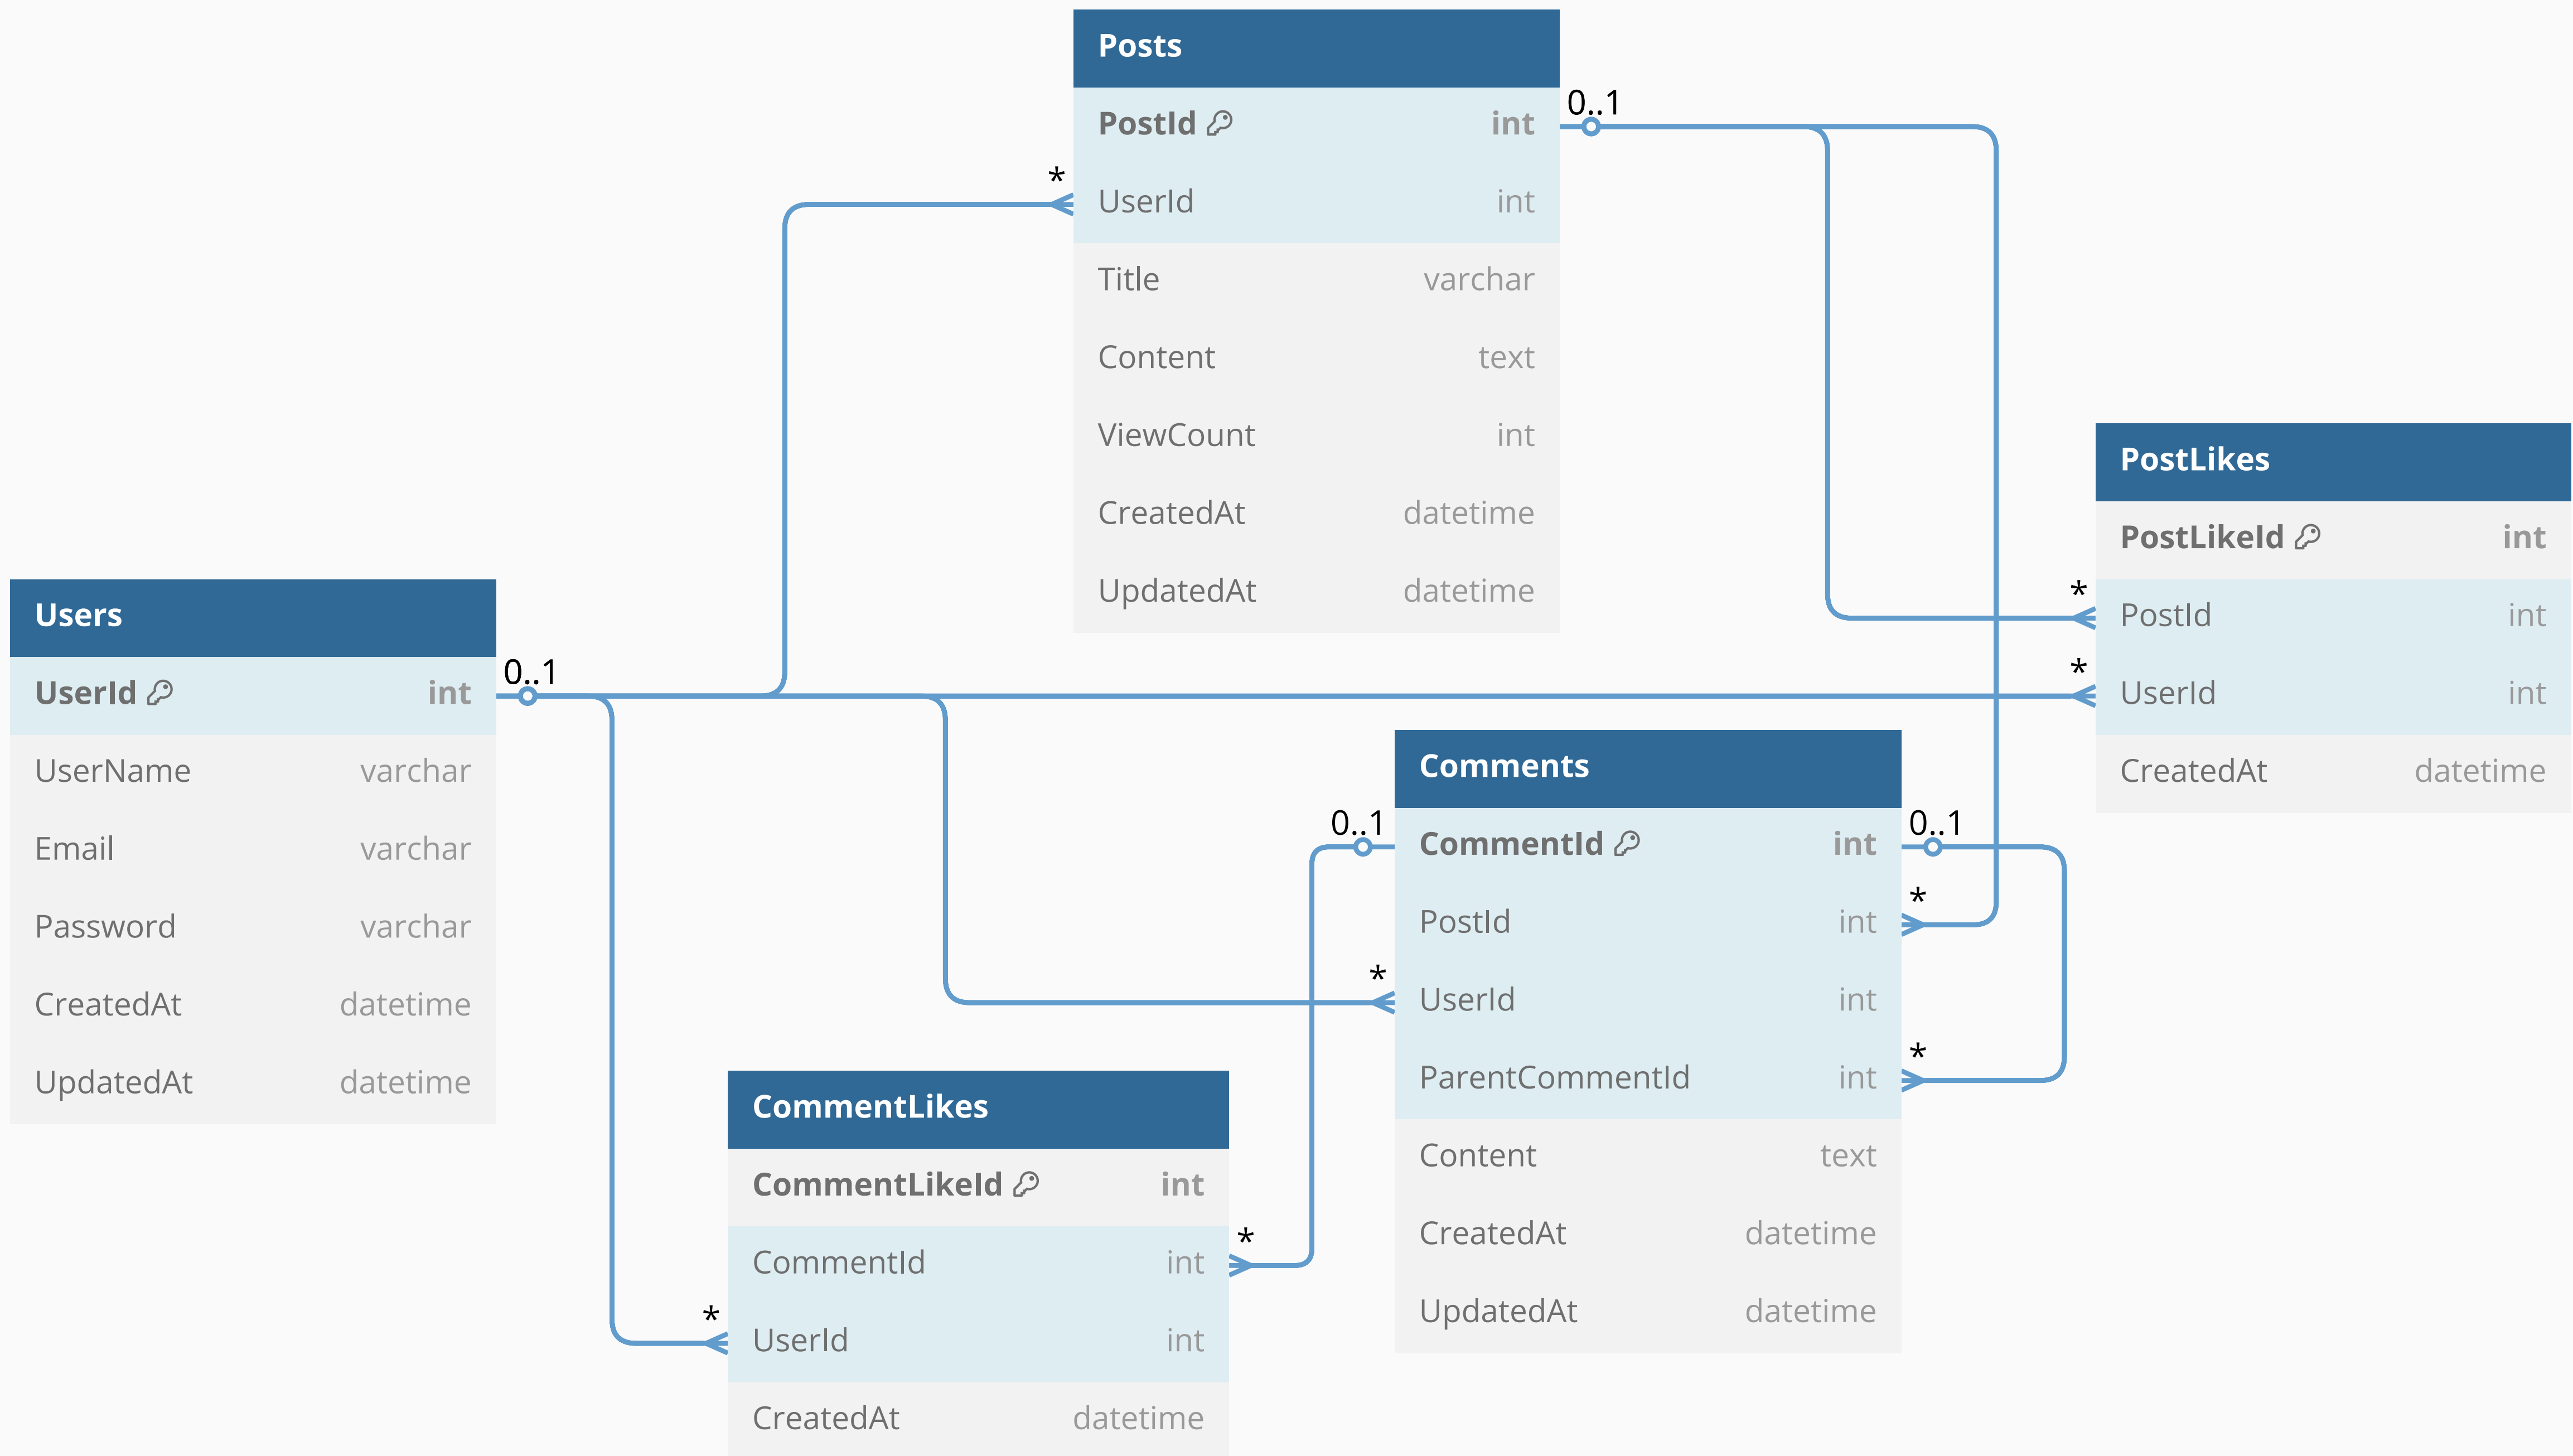 Posts
PostId int
UserId int
Title varchar
Content text
ViewCount int
CreatedAt datetime
UpdatedAt datetime
0..1
*
PostLikes
PostLikeId int
PostId int
UserId int
CreatedAt datetime
*
*
Users
UserId int
UserName varchar
Email varchar
Password varchar
CreatedAt datetime
UpdatedAt datetime
0..1
Comments
CommentId int
PostId int
UserId int
ParentCommentId int
Content text
CreatedAt datetime
UpdatedAt datetime
0..1
0..1
*
*
*
CommentLikes
CommentLikeId int
CommentId int
UserId int
CreatedAt datetime
*
*